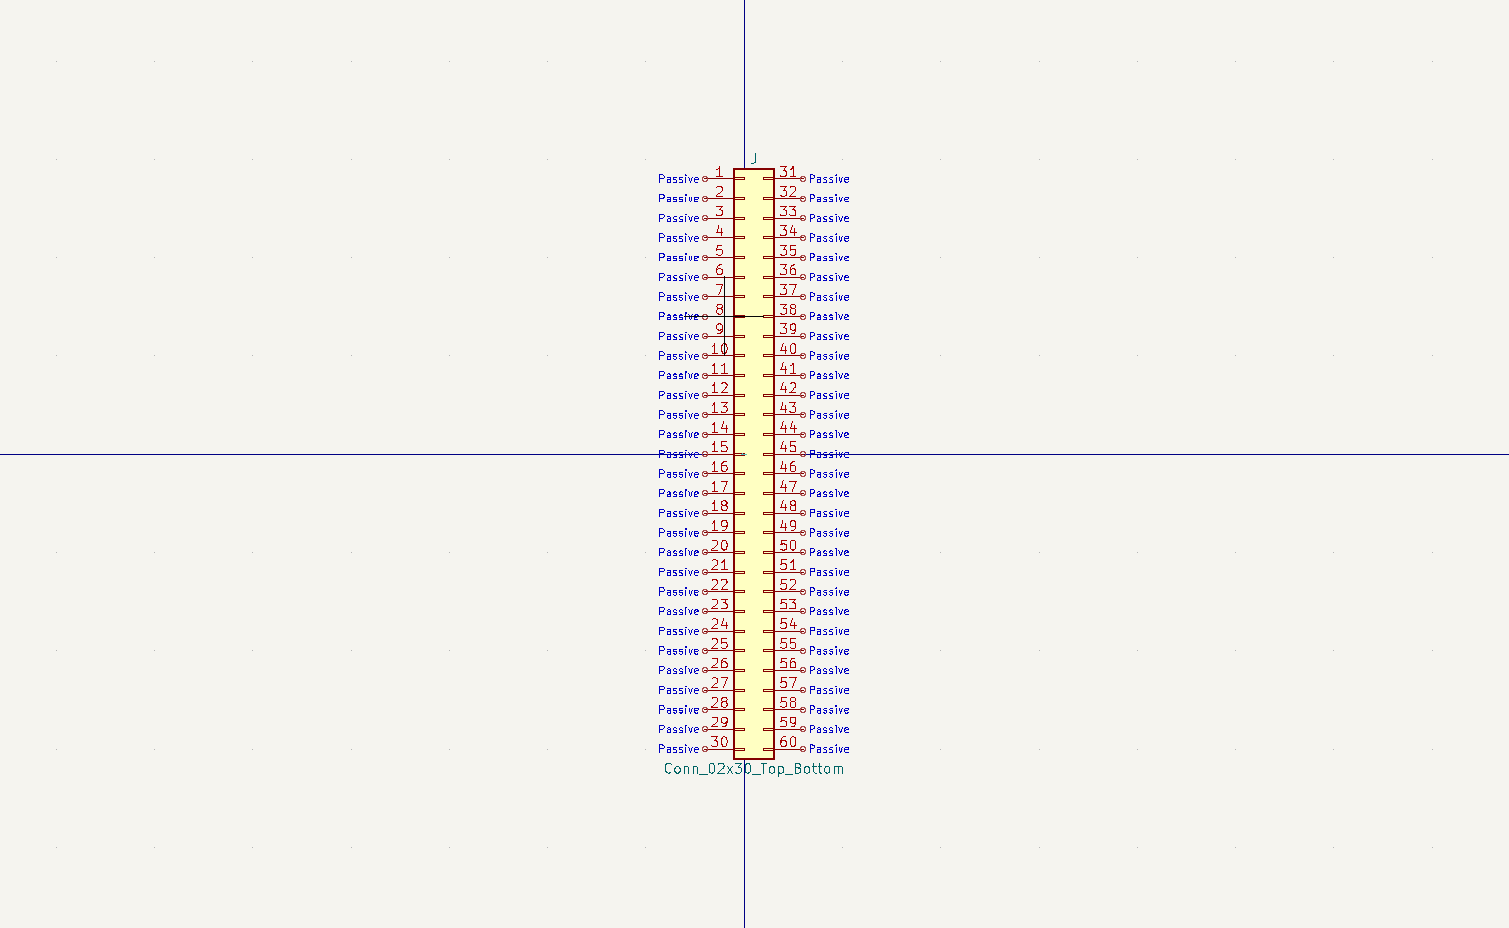 J
Passive 1 31 Passive
Passive 2 32 Passive
Passive 3 33 Passive
Passive 4 34 Passive
Passive 5 35 Passive
Passive 6 36 Passive
Passive 7 37 Passive
Passive 8 38 Passive
Passive 9 39 Passive
Passive 10 40 Passive
Passive 11 41 Passive
Passive 12 42 Passive
Passive 13 43 Passive
Passive 14 44 Passive
Passive 15 45 Passive
Passive 16 46 Passive
Passive 17 47 Passive
Passive 18 48 Passive
Passive 19 49 Passive
Passive 20 50 Passive
Passive 21 51 Passive
Passive 22 52 Passive
Passive 23 53 Passive
Passive 24 54 Passive
Passive 25 55 Passive
Passive 26 56 Passive
Passive 27 57 Passive
Passive 28 58 Passive
Passive 29 59 Passive
Passive 30 60 Passive
Conn_02x30_Top_Bottom